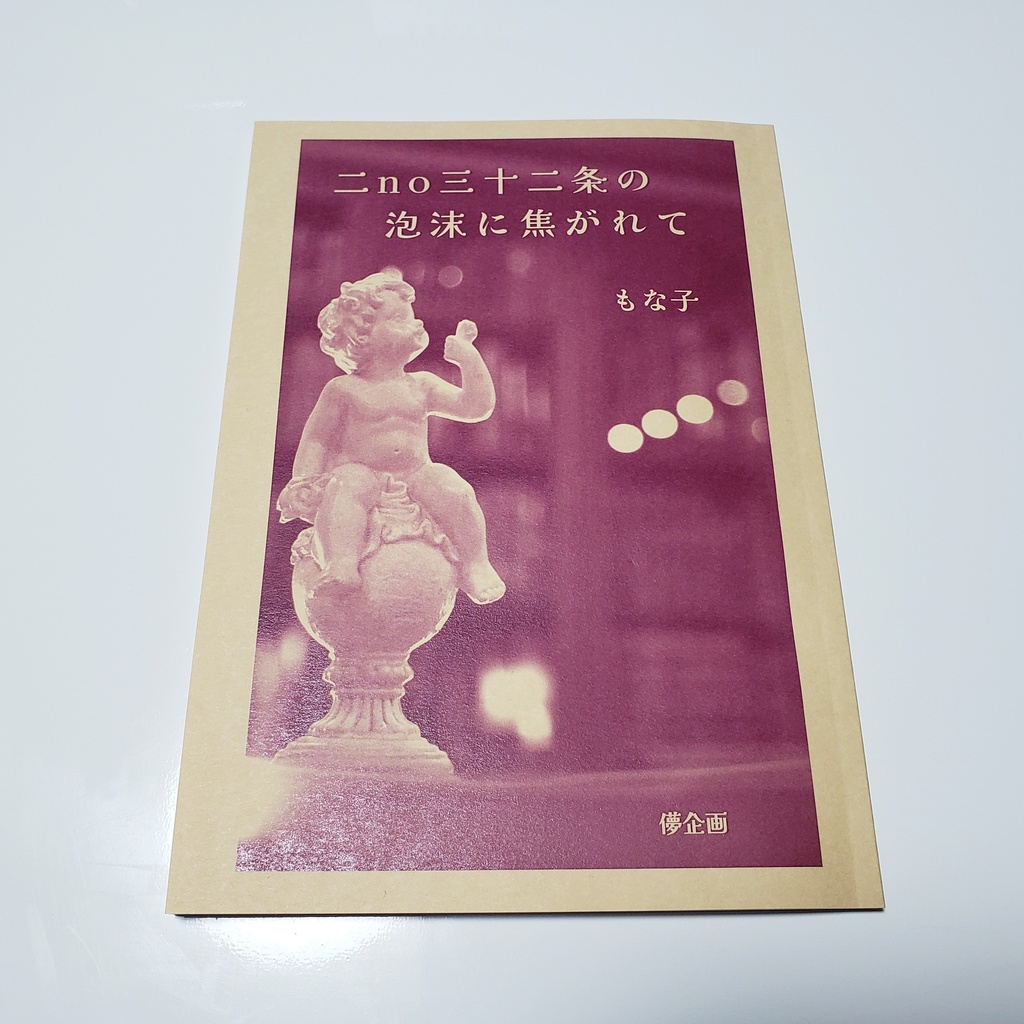 二no三十二条の
泡沫に焦がれて
もな子
儚企画